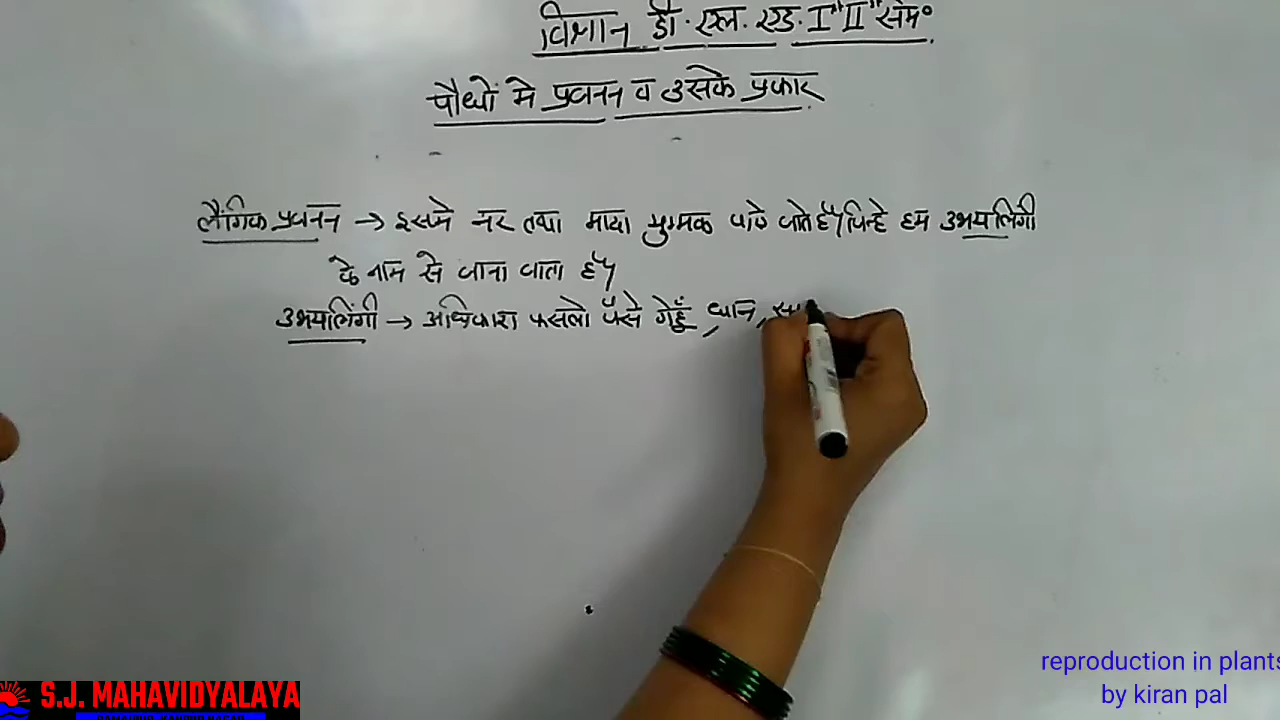 विज्ञान डी. एल. एड. I" II" सेम०
पौधों मे प्रजनन व उसके प्रकार
लैंगिक प्रजनन → इसमे नर तथा मादा युग्मक पाये जाते हैं। जिन्हे हम उभयलिंगी
के नाम से जाना जाता हैं।
उभयलिंगी → अधिकांश फसलो जैसे गेहूँ, धान,
S.J. MAHAVIDYALAYA
reproduction in plants
by kiran pal